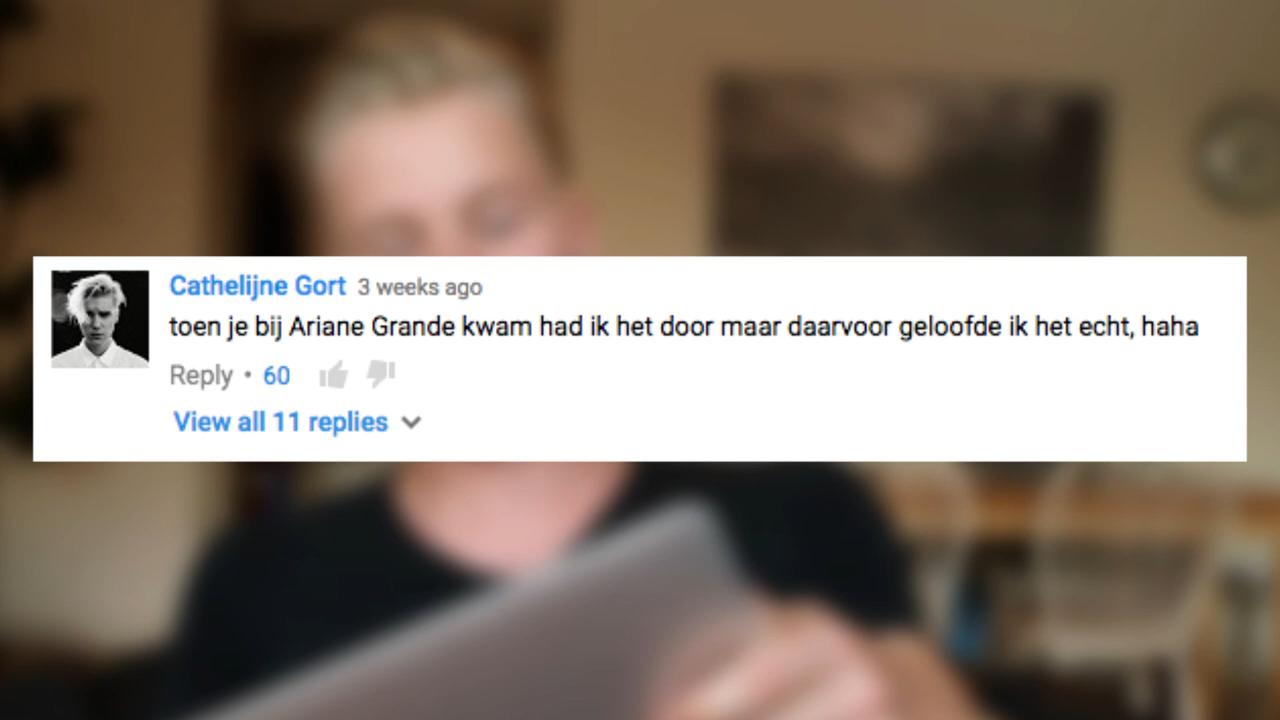 Cathelijne Gort 3 weeks ago
toen je bij Ariane Grande kwam had ik het door maar daarvoor geloofde ik het echt, haha
Reply • 60
View all 11 replies